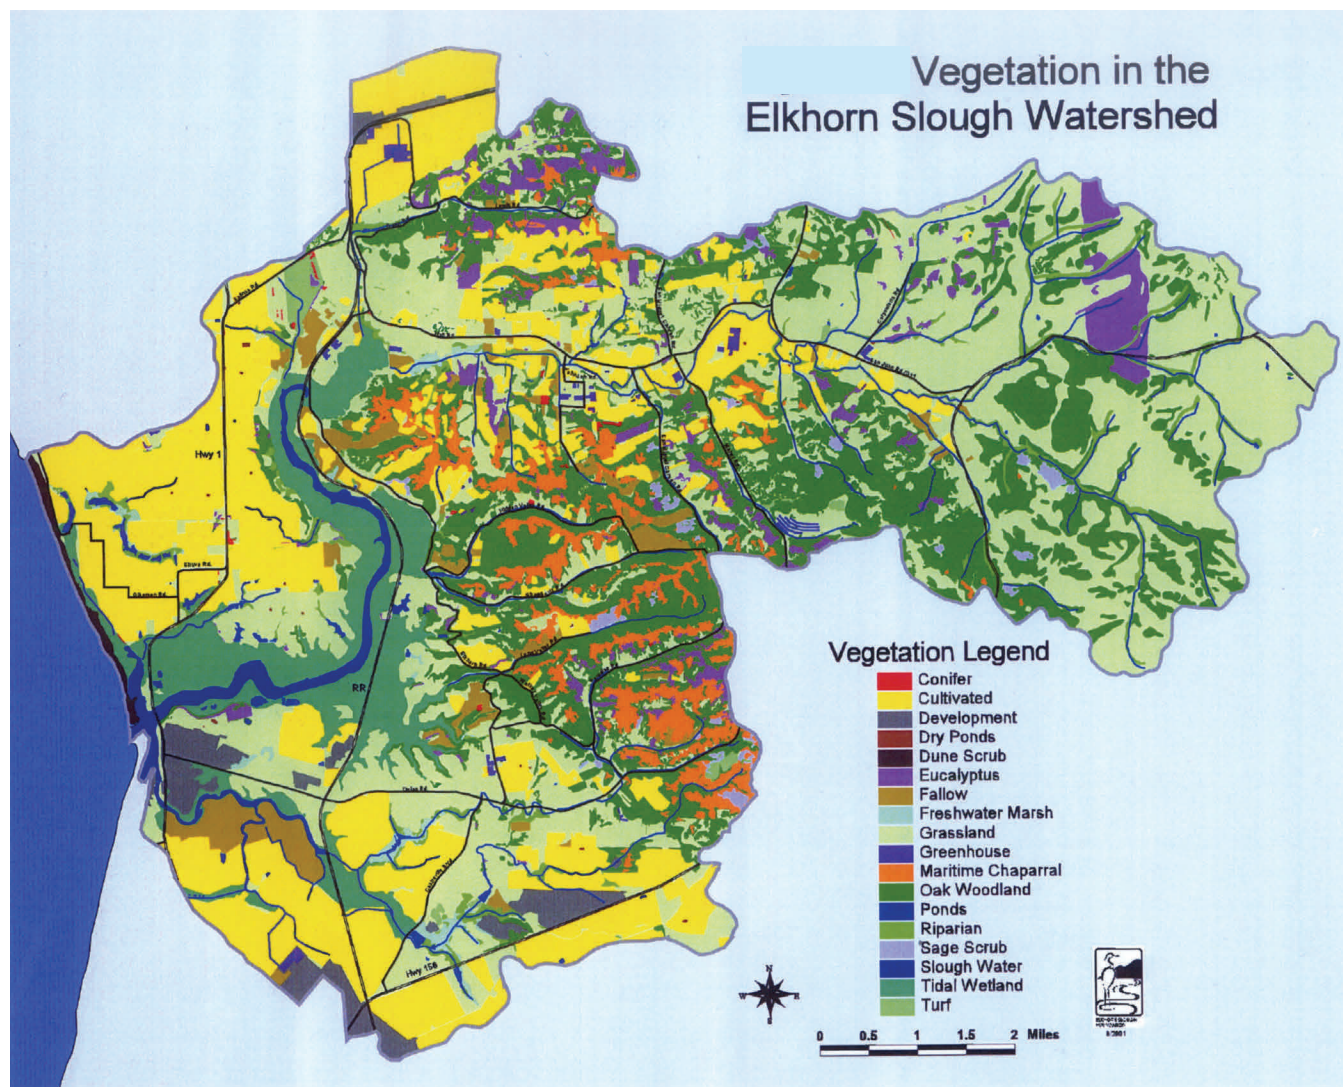 Vegetation in the
Elkhorn Slough Watershed
Hwy 1
RR
Hwy 156
Vegetation Legend
Conifer
Cultivated
Development
Dry Ponds
Dune Scrub
Eucalyptus
Fallow
Freshwater Marsh
Grassland
Greenhouse
Maritime Chaparral
Oak Woodland
Ponds
Riparian
Sage Scrub
Slough Water
Tidal Wetland
Turf
N
W
E
S
0 0.5 1 1.5 2 Miles